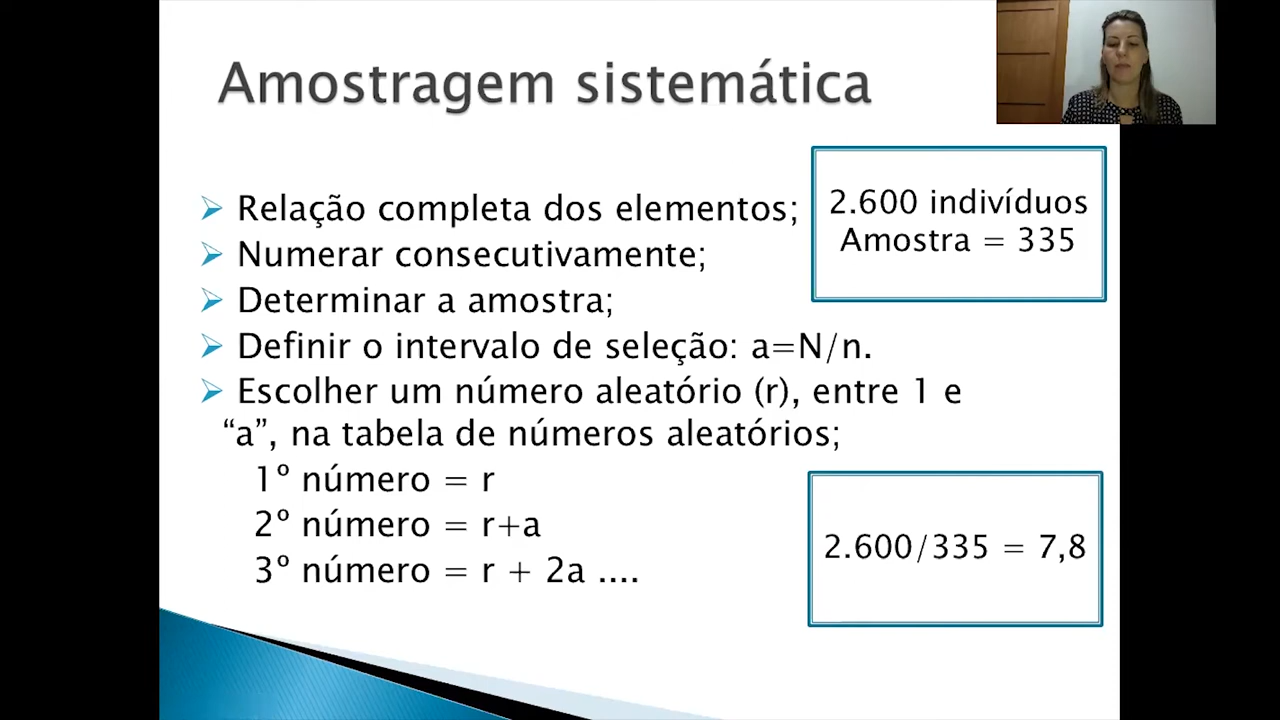 Amostragem sistemática
Relação completa dos elementos;
Numerar consecutivamente;
Determinar a amostra;
Definir o intervalo de seleção: a=N/n.
Escolher um número aleatório (r), entre 1 e
“a”, na tabela de números aleatórios;
1º número = r
2º número = r+a
3º número = r + 2a ....
2.600 indivíduos
Amostra = 335
2.600/335 = 7,8